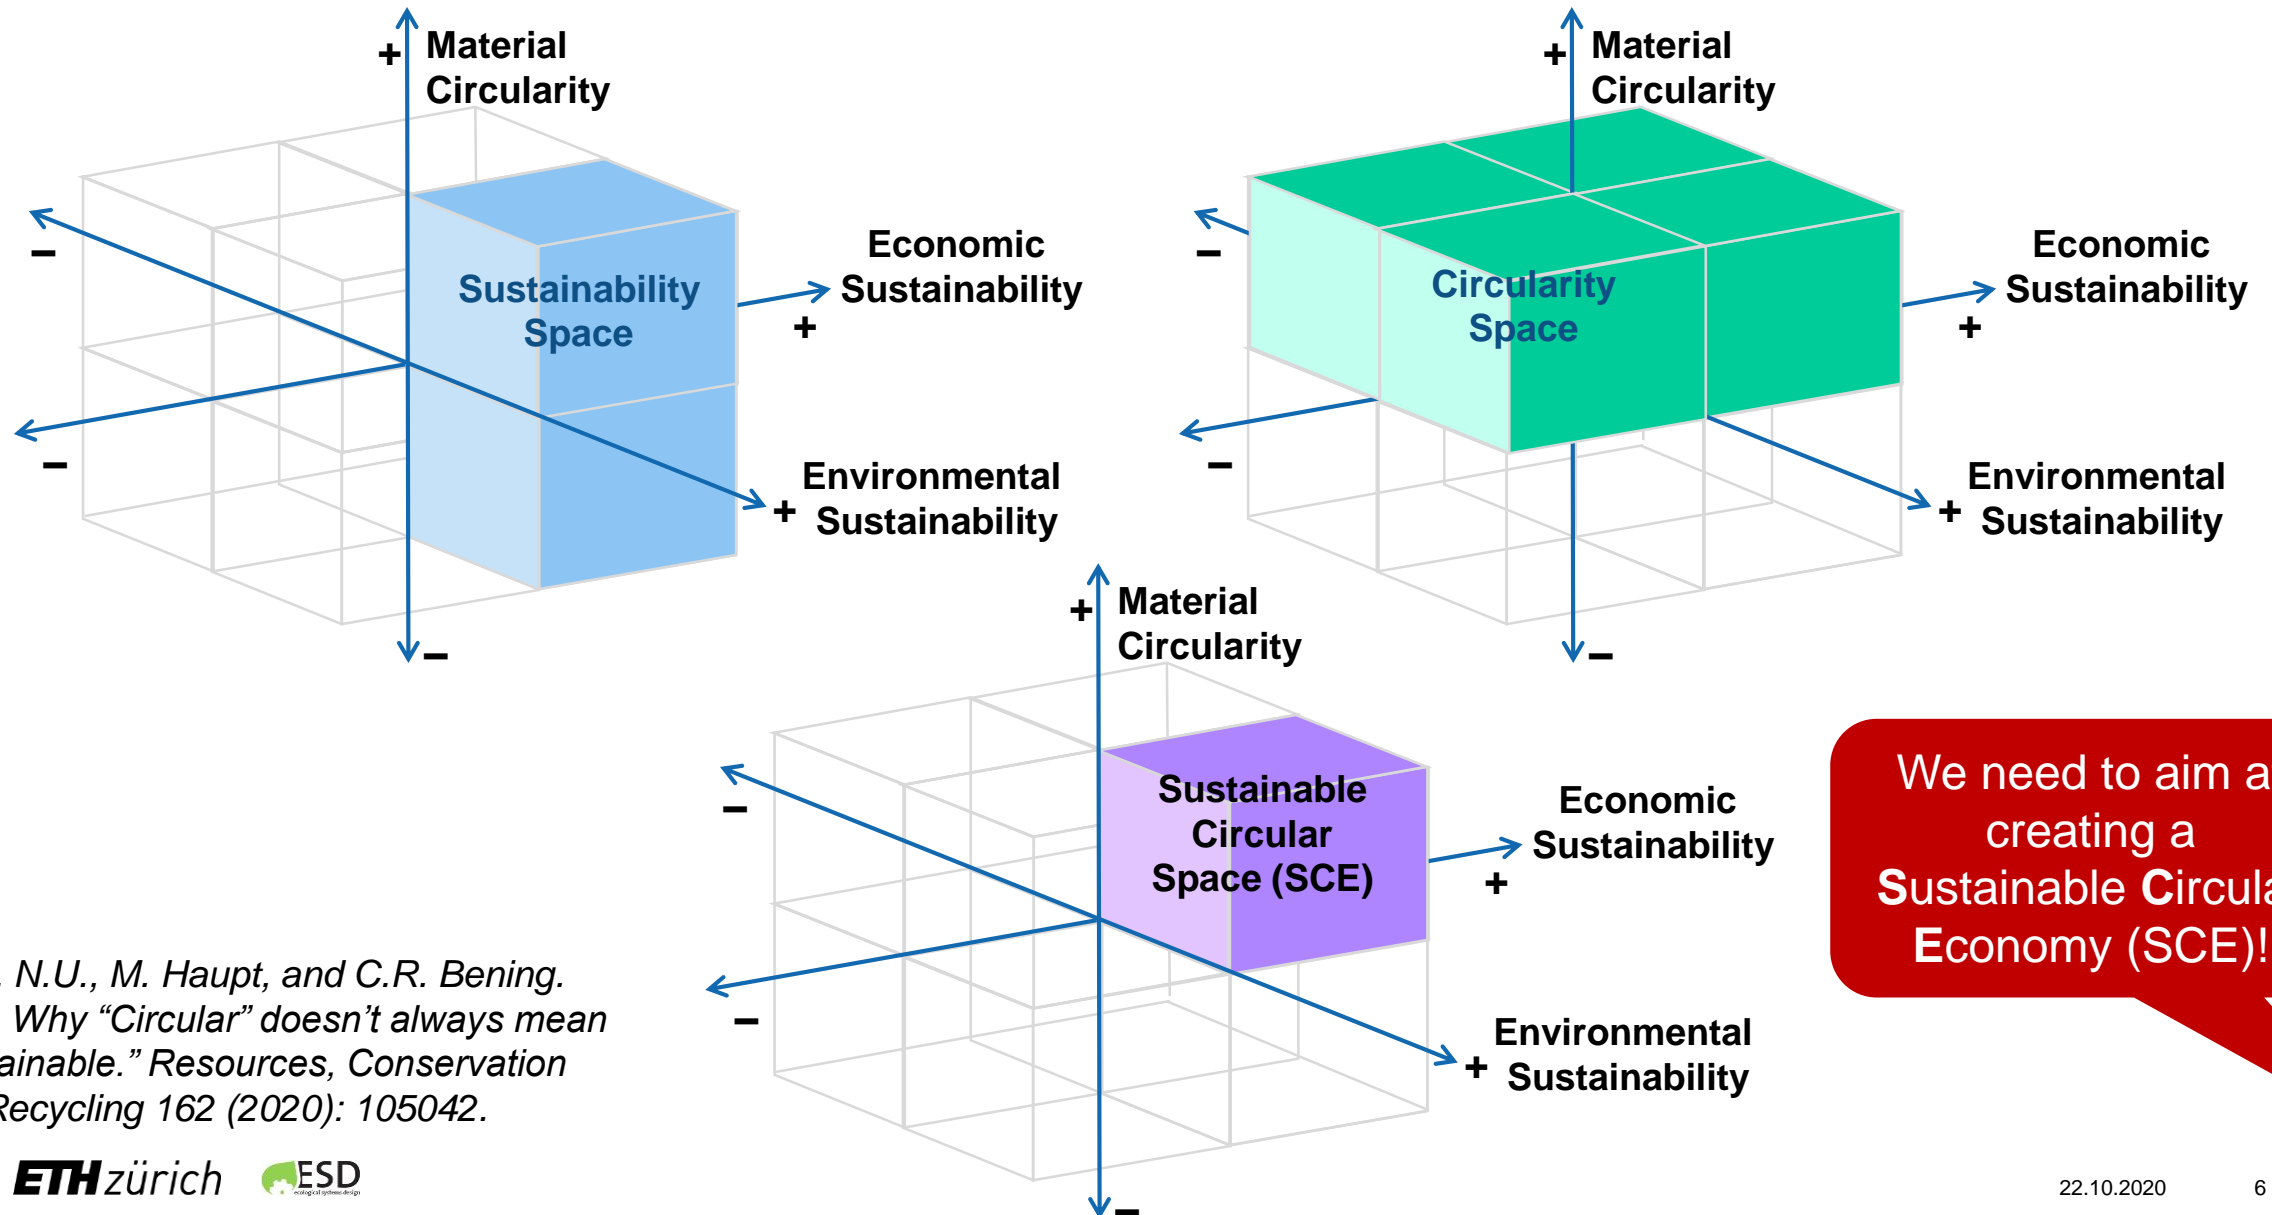 + Material
Circularity
Sustainability
Space
Economic
Sustainability
+
–
–
Environmental
+ Sustainability
–
+ Material
Circularity
Circularity
Space
Economic
Sustainability
+
–
–
Environmental
+ Sustainability
–
+ Material
Circularity
Sustainable
Circular
Space (SCE)
Economic
Sustainability
+
–
–
Environmental
+ Sustainability
–
We need to aim a
creating a
Sustainable Circula
Economy (SCE)!
, N.U., M. Haupt, and C.R. Bening.
Why “Circular” doesn’t always mean
ainable.” Resources, Conservation
Recycling 162 (2020): 105042.
ETH zürich
ESD
ecological systems design
22.10.2020
6